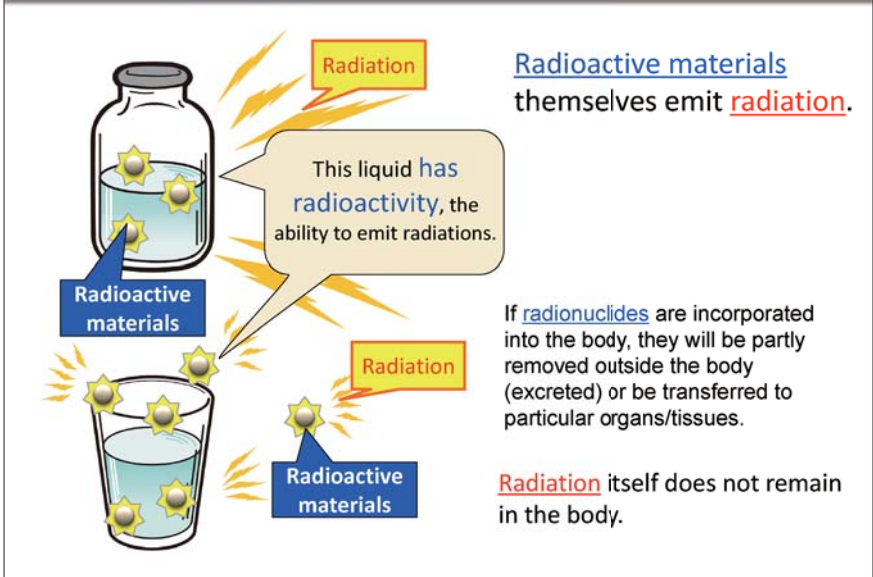 Radiation
Radioactive materials
themselves emit radiation.
This liquid has
radioactivity, the
ability to emit radiations.
Radioactive
materials
If radionuclides are incorporated
into the body, they will be partly
removed outside the body
(excreted) or be transferred to
particular organs/tissues.
Radiation
Radioactive
materials
Radiation itself does not remain
in the body.